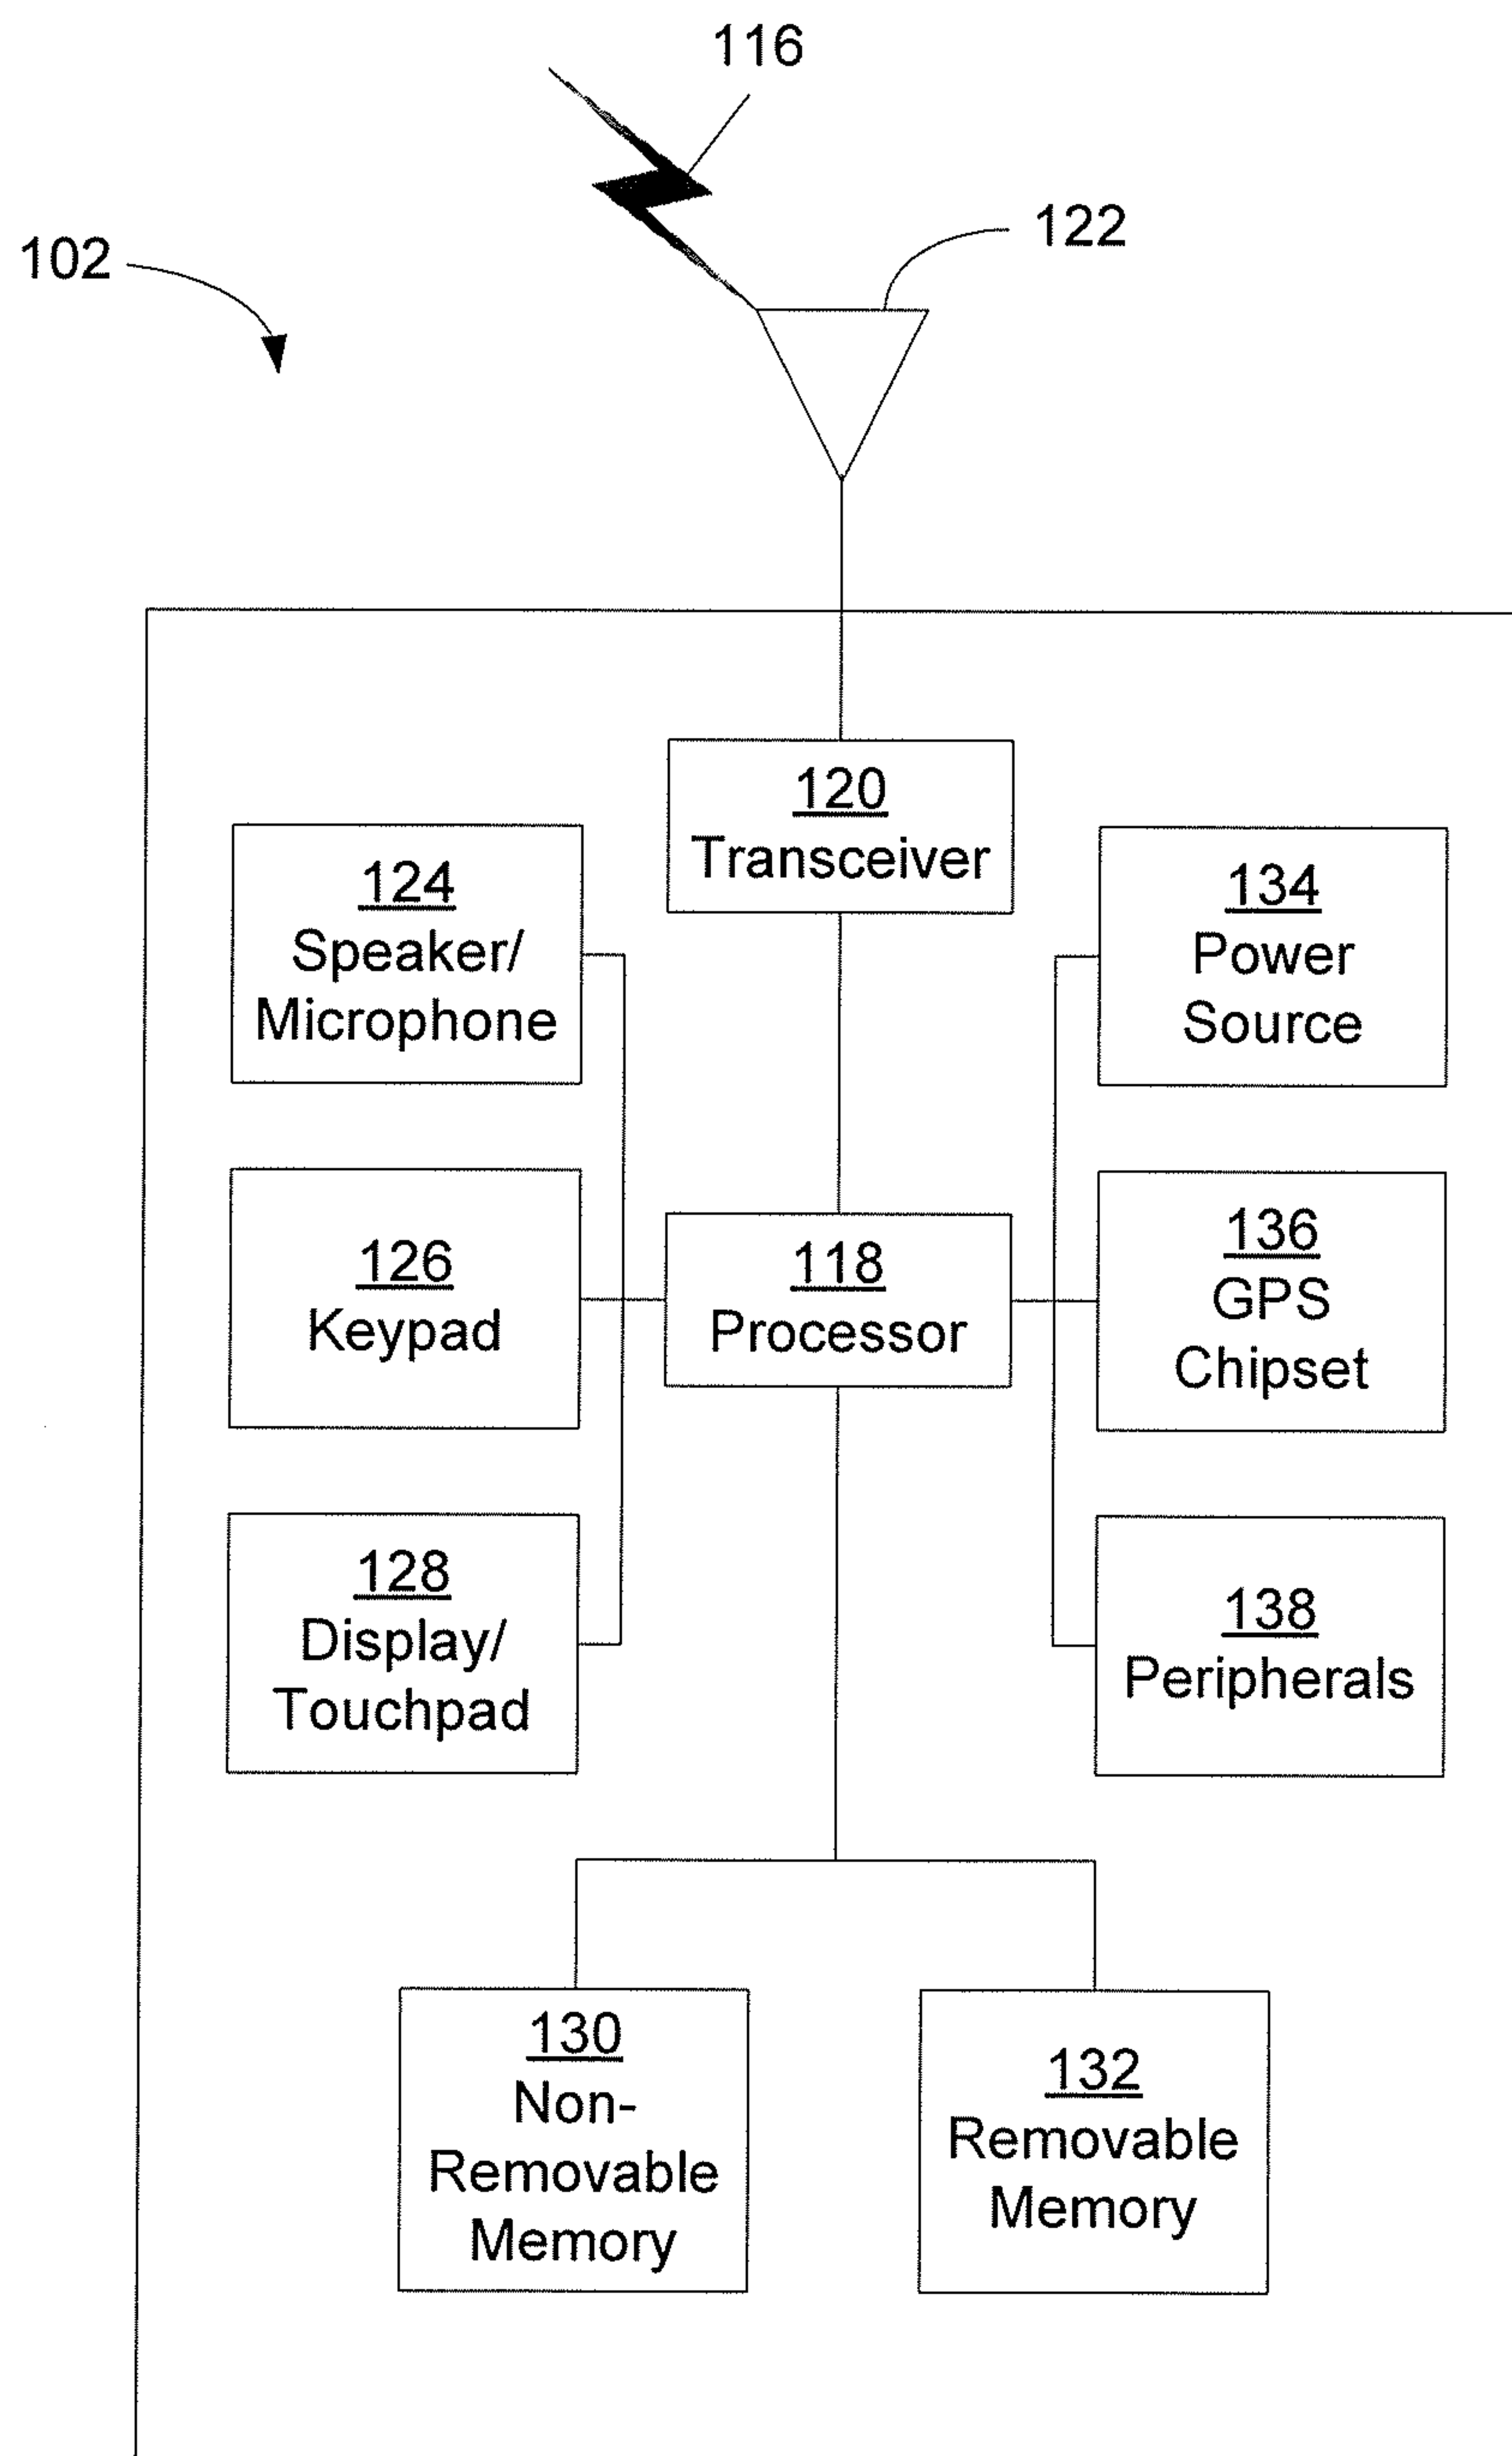 116
122
102
120
Transceiver
124
Speaker/
Microphone
134
Power
Source
126
Keypad
118
Processor
136
GPS
Chipset
128
Display/
Touchpad
138
Peripherals
130
Non-
Removable
Memory
132
Removable
Memory